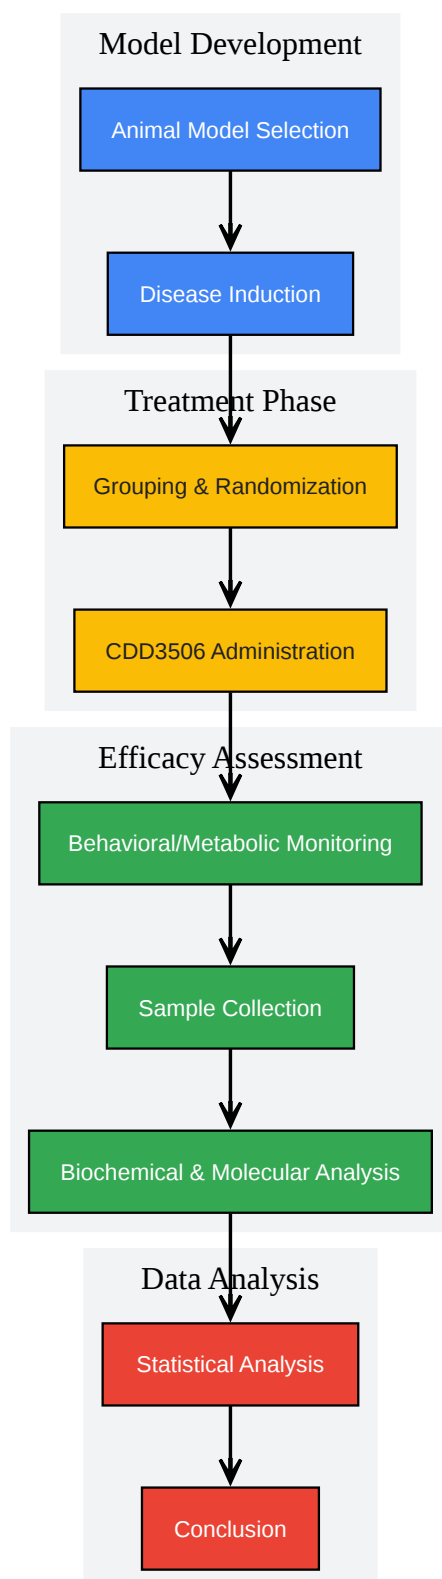 Model Development
Animal Model Selection
Disease Induction
Treatment Phase
Grouping & Randomization
CDD3506 Administration
Efficacy Assessment
Behavioral/Metabolic Monitoring
Sample Collection
Biochemical & Molecular Analysis
Data Analysis
Statistical Analysis
Conclusion